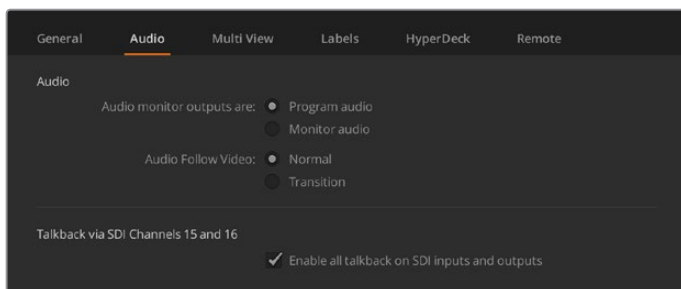 General Audio Multi View Labels HyperDeck Remote
Audio
Audio monitor outputs are: Program audio
Monitor audio
Audio Follow Video: Normal
Transition
Talkback via SDI Channels 15 and 16
Enable all talkback on SDI inputs and outputs